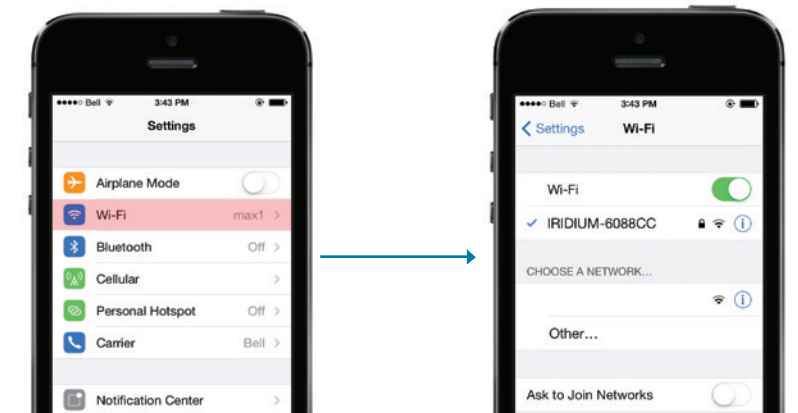 Bell 3:43 PM
Settings
Airplane Mode
Wi-Fi max1
Bluetooth Off
Cellular
Personal Hotspot Off
Carrier Bell
Notification Center
Bell 3:43 PM
Settings Wi-Fi
Wi-Fi
IRIDIUM-6088CC
CHOOSE A NETWORK...
Other...
Ask to Join Networks